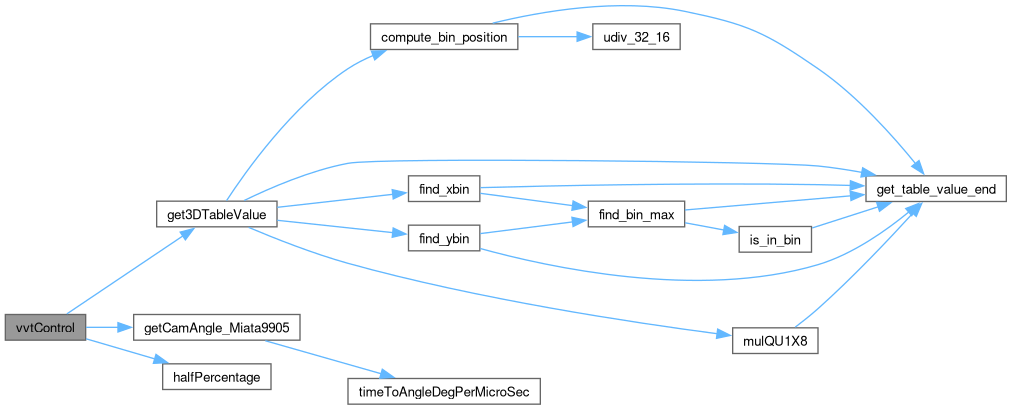 compute_bin_position
udiv_32_16
find_xbin
get_table_value_end
get3DTableValue
find_bin_max
find_ybin
is_in_bin
vvtControl
getCamAngle_Miata9905
mulQU1X8
halfPercentage
timeToAngleDegPerMicroSec